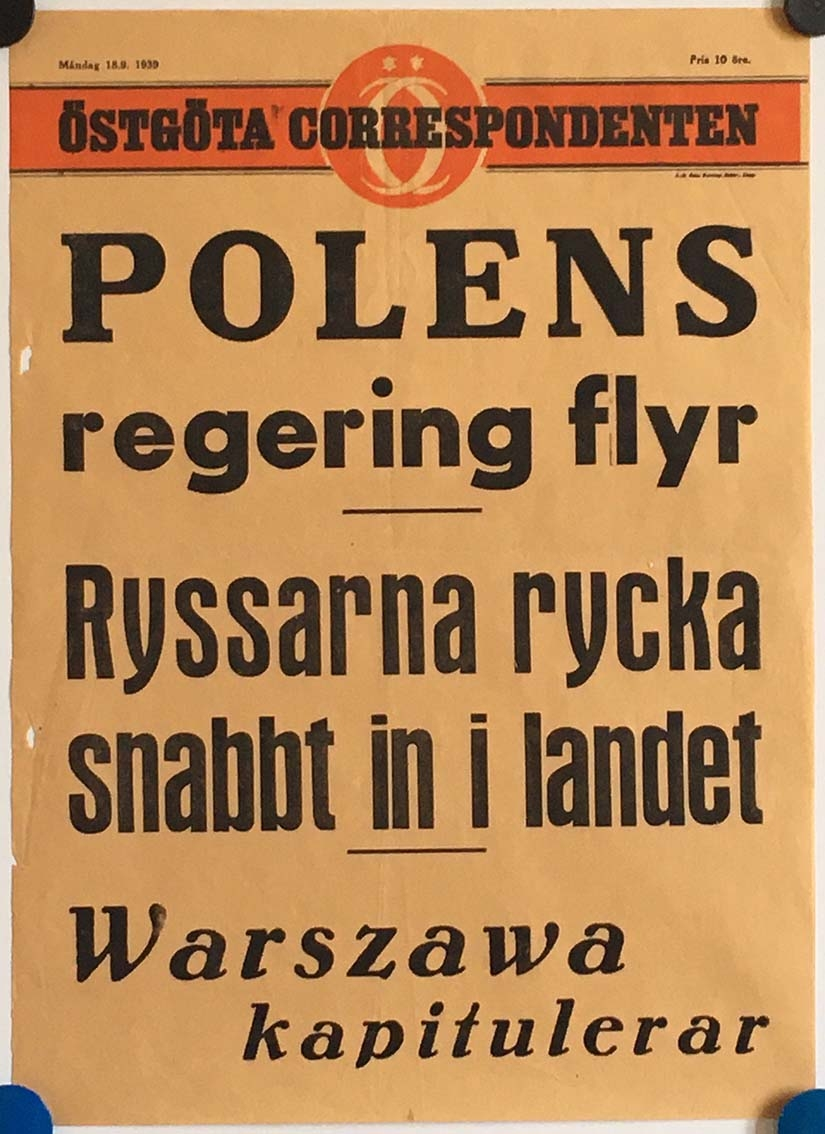 Måndag 18.9. 1939
Pris 10 öre.
ÖSTGÖTA CORRESPONDENTEN
POLENS
regering flyr
Ryssarna rycka
snabbt in i landet
Warszawa
kapitulerar